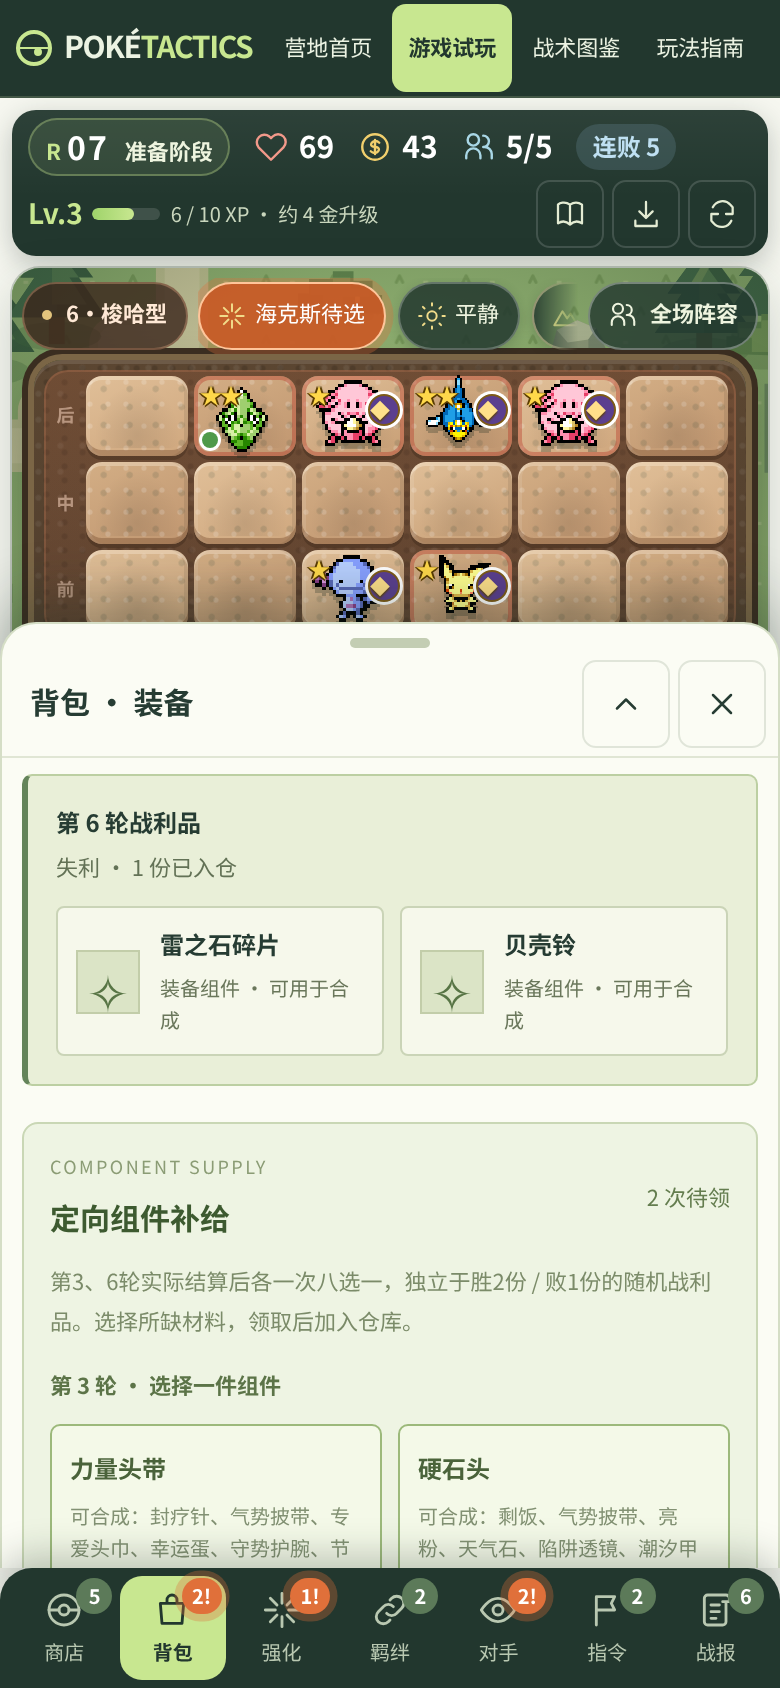 POKÉTACTICS 营地首页 游戏试玩 战术图鉴 玩法指南
R 07 准备阶段 69 43 5/5 连败 5
Lv.3 6 / 10 XP · 约 4 金升级
6 · 梭哈型 海克斯待选 平静 全场阵容
后
中
前
背包 · 装备
第 6 轮战利品
失利 · 1 份已入仓
雷之石碎片
装备组件 · 可用于合
成
贝壳铃
装备组件 · 可用于合
成
COMPONENT SUPPLY
定向组件补给
2 次待领
第3、6轮实际结算后各一次八选一，独立于胜2份 / 败1份的随机战利
品。选择所缺材料，领取后加入仓库。
第 3 轮 · 选择一件组件
力量头带
可合成：封疗针、气势披带、专
爱头巾、幸运蛋、守势护腕、节
硬石头
可合成：剩饭、气势披带、亮
粉、天气石、陷阱透镜、潮汐甲
5 2! 1! 2 2! 2 6
商店 背包 强化 羁绊 对手 指令 战报